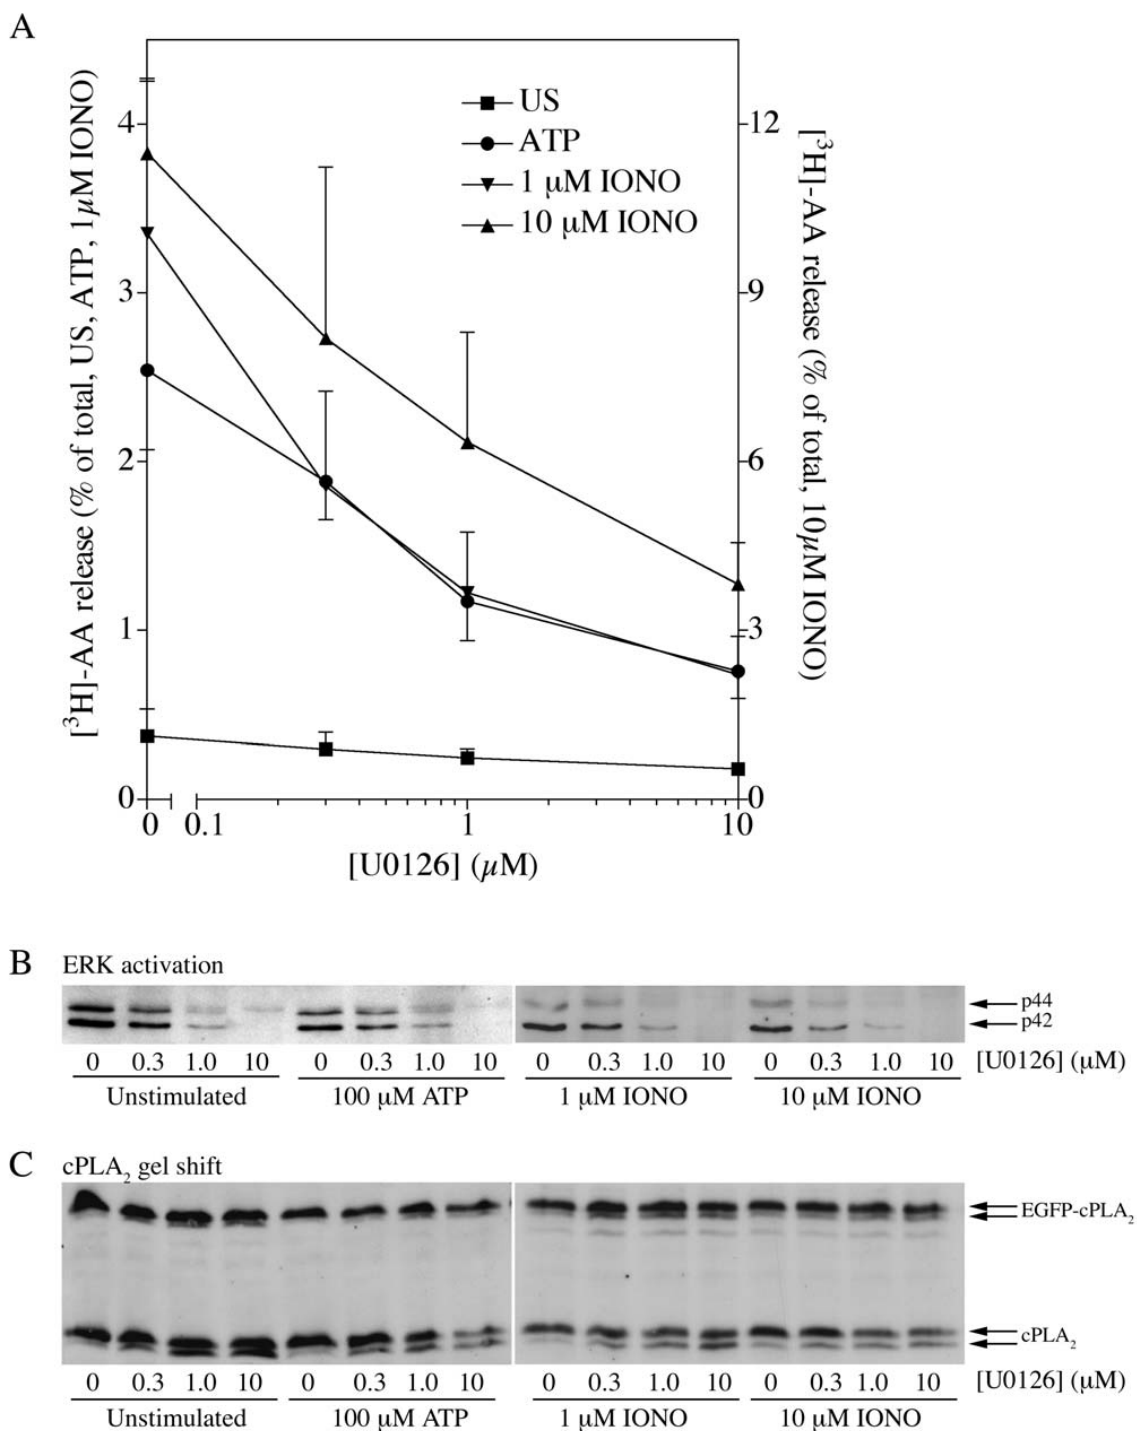 A
[³H]-AA release (% of total, US, ATP, 1µM IONO)
4
3
2
1
0
US
ATP
1 µM IONO
10 µM IONO
12
9
6
3
0
[³H]-AA release (% of total, 10µM IONO)
0 0.1 1 10
[U0126] (µM)
B ERK activation
p44
p42
0 0.3 1.0 10 0 0.3 1.0 10 0 0.3 1.0 10 0 0.3 1.0 10 [U0126] (µM)
Unstimulated 100 µM ATP 1 µM IONO 10 µM IONO
C cPLA₂ gel shift
EGFP-cPLA₂
cPLA₂
0 0.3 1.0 10 0 0.3 1.0 10 0 0.3 1.0 10 0 0.3 1.0 10 [U0126] (µM)
Unstimulated 100 µM ATP 1 µM IONO 10 µM IONO